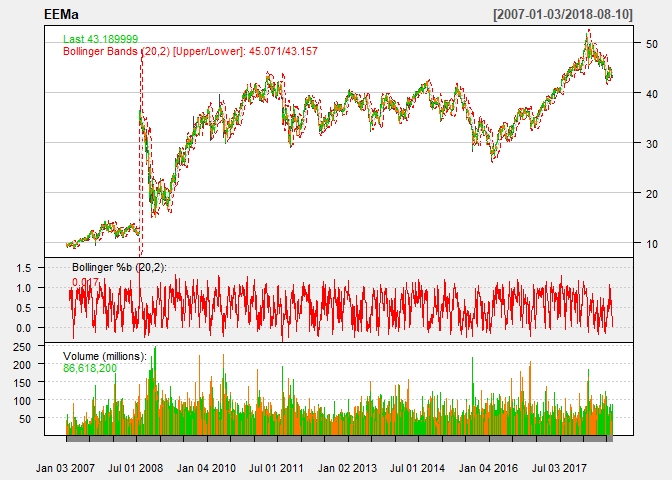 EEMa [2007-01-03/2018-08-10]
Last 43.189999
Bollinger Bands (20,2) [Upper/Lower]: 45.071/43.157
50
40
30
20
10
Bollinger %b (20,2):
0.017
1.5
1.0
0.5
0.0
Volume (millions):
86,618,200
250
200
150
100
50
Jan 03 2007 Jul 01 2008 Jan 04 2010 Jul 01 2011 Jan 02 2013 Jul 01 2014 Jan 04 2016 Jul 03 2017